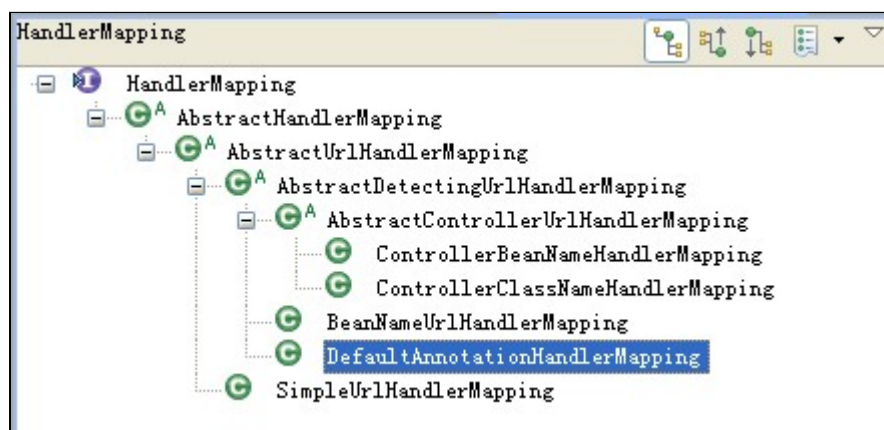 HandlerMapping
HandlerMapping
AbstractHandlerMapping
AbstractUrlHandlerMapping
AbstractDetectingUrlHandlerMapping
AbstractControllerUrlHandlerMapping
ControllerBeanNameHandlerMapping
ControllerClassNameHandlerMapping
BeanNameUrlHandlerMapping
DefaultAnnotationHandlerMapping
SimpleUrlHandlerMapping